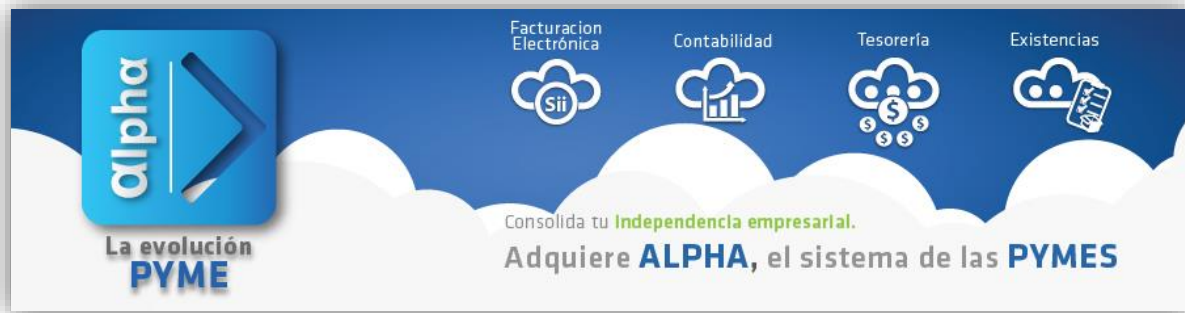 alpha
La evolución
PYME
Facturacion
Electrónica
Sii
Contabilidad
Tesorería
$
$ $
$ $
Existencias
Consolida tu Independencia empresarial.
Adquiere ALPHA, el sistema de las PYMES